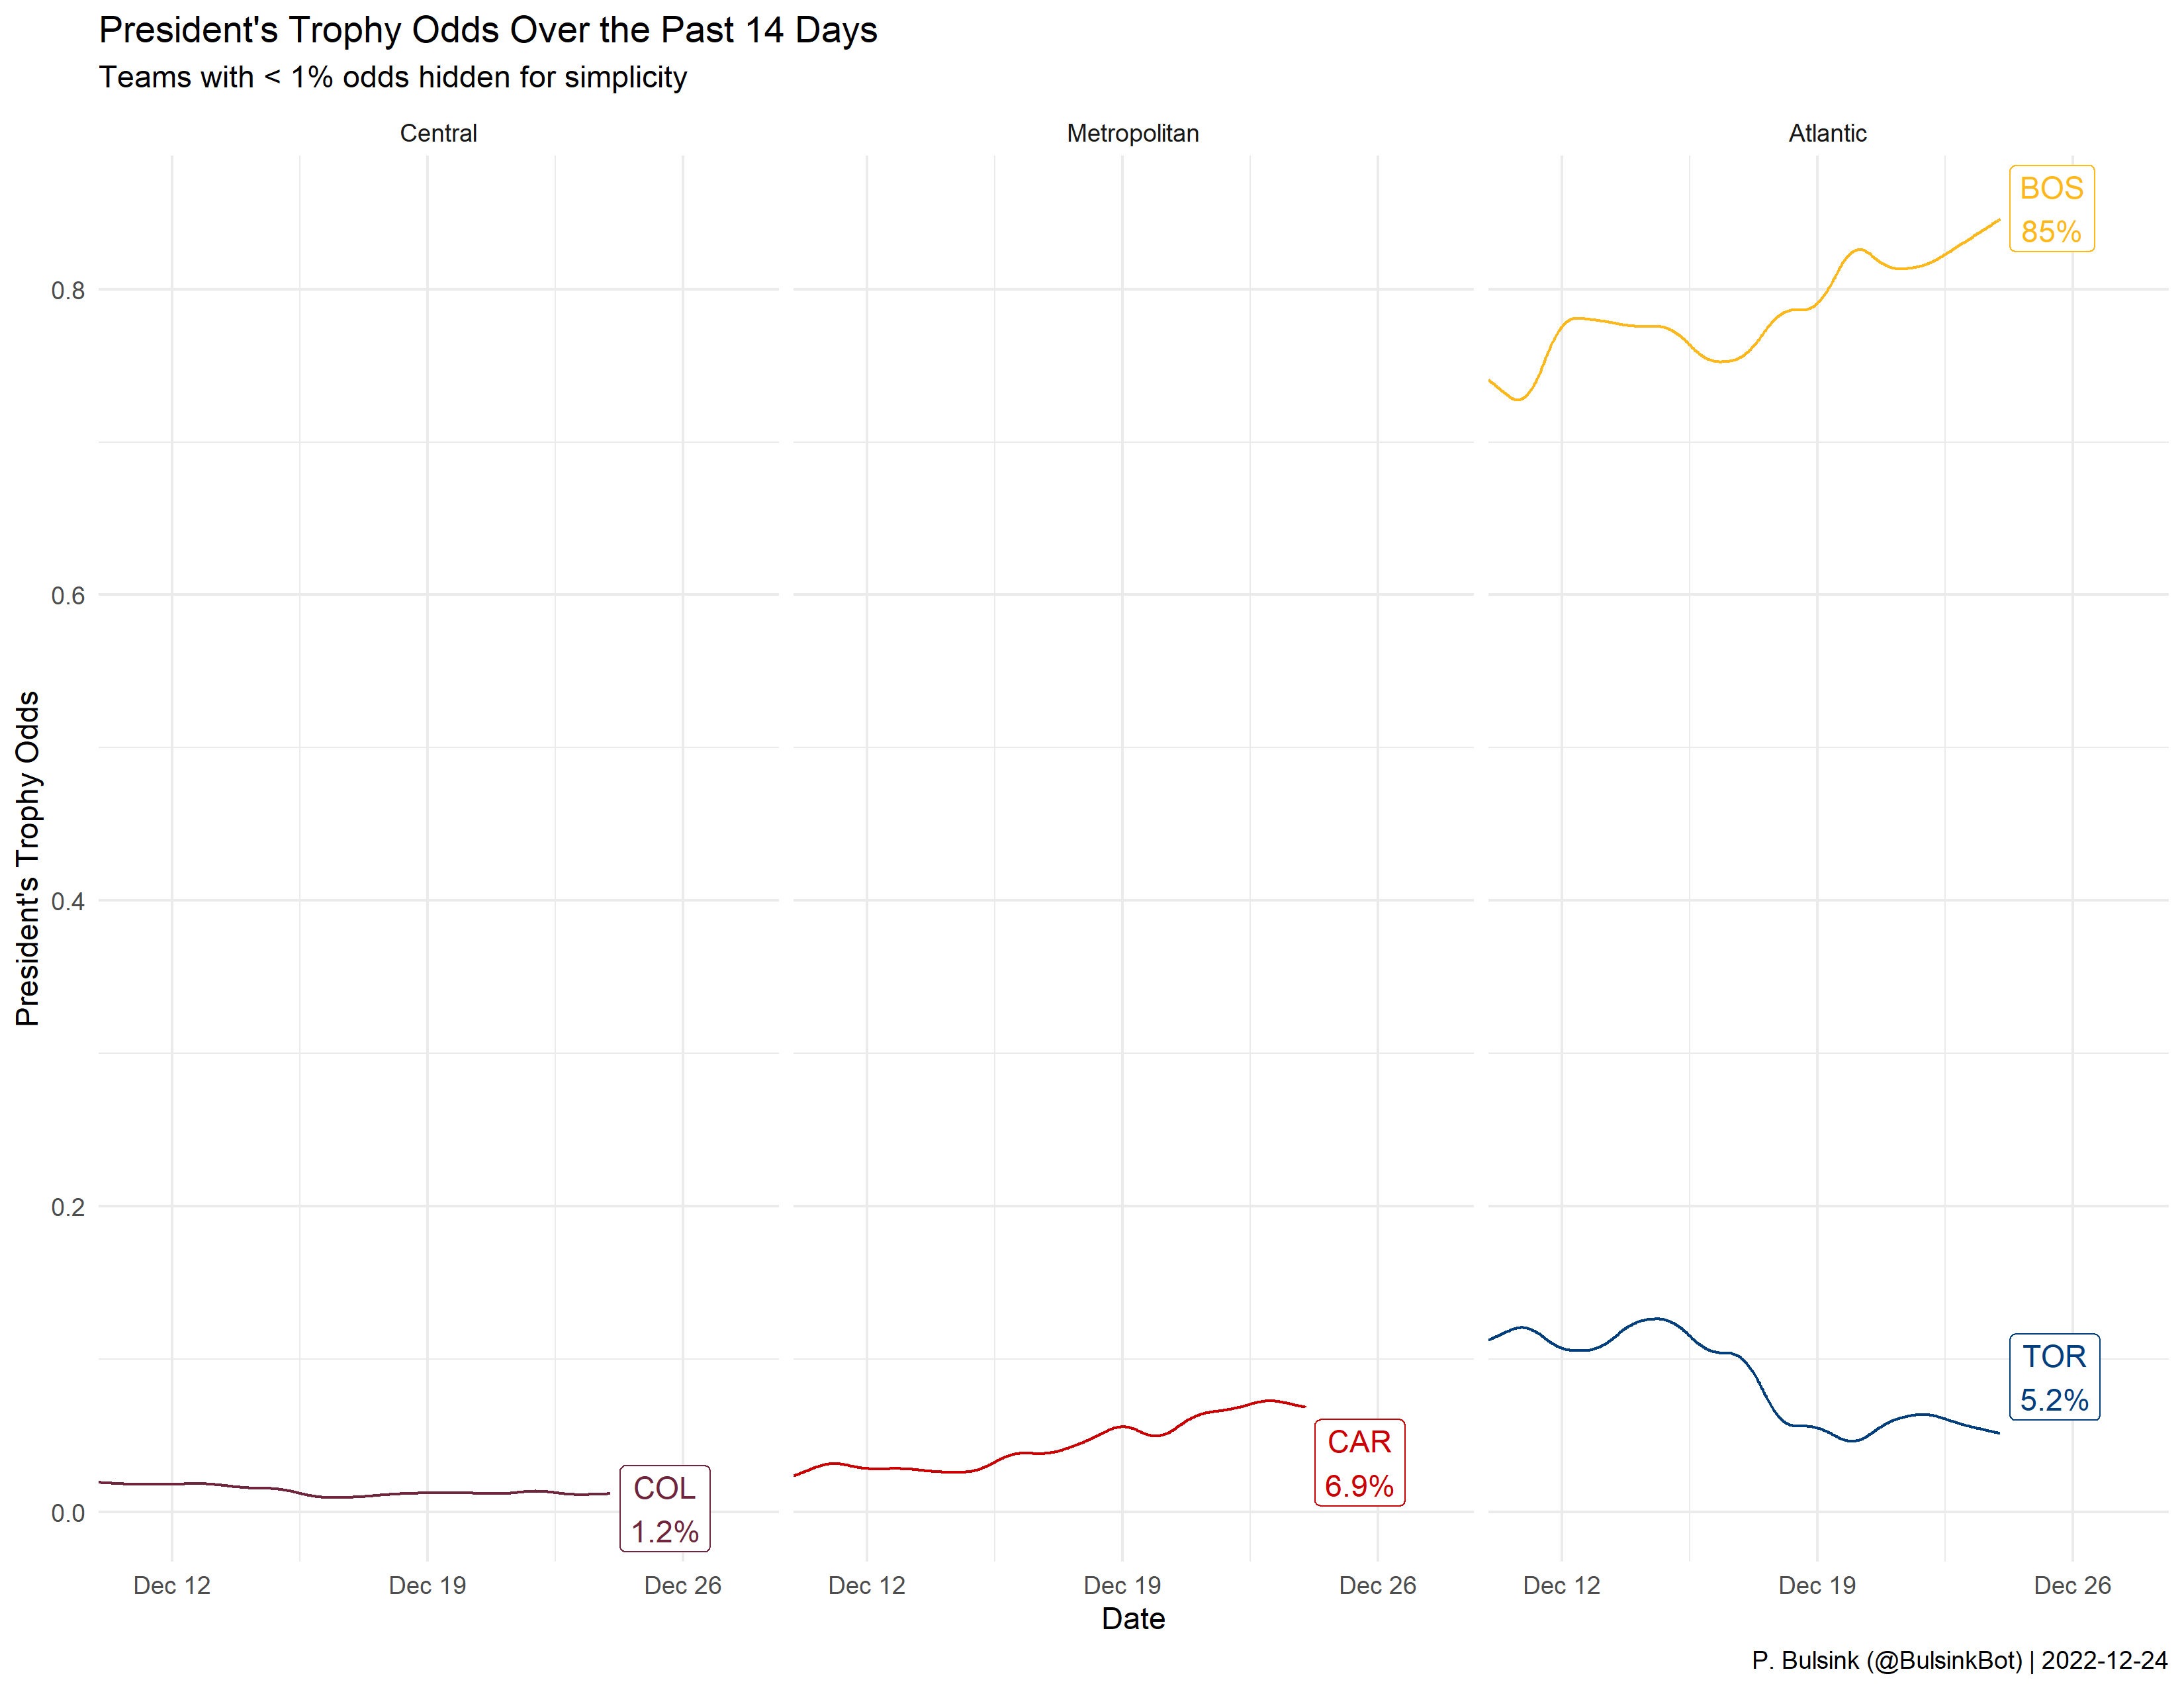 President's Trophy Odds Over the Past 14 Days
Teams with < 1% odds hidden for simplicity
Central
Metropolitan
Atlantic
President's Trophy Odds
0.8
0.6
0.4
0.2
0.0
COL
1.2%
CAR
6.9%
BOS
85%
TOR
5.2%
Dec 12
Dec 19
Dec 26
Dec 12
Dec 19
Dec 26
Dec 12
Dec 19
Dec 26
Date
P. Bulsink (@BulsinkBot) | 2022-12-24